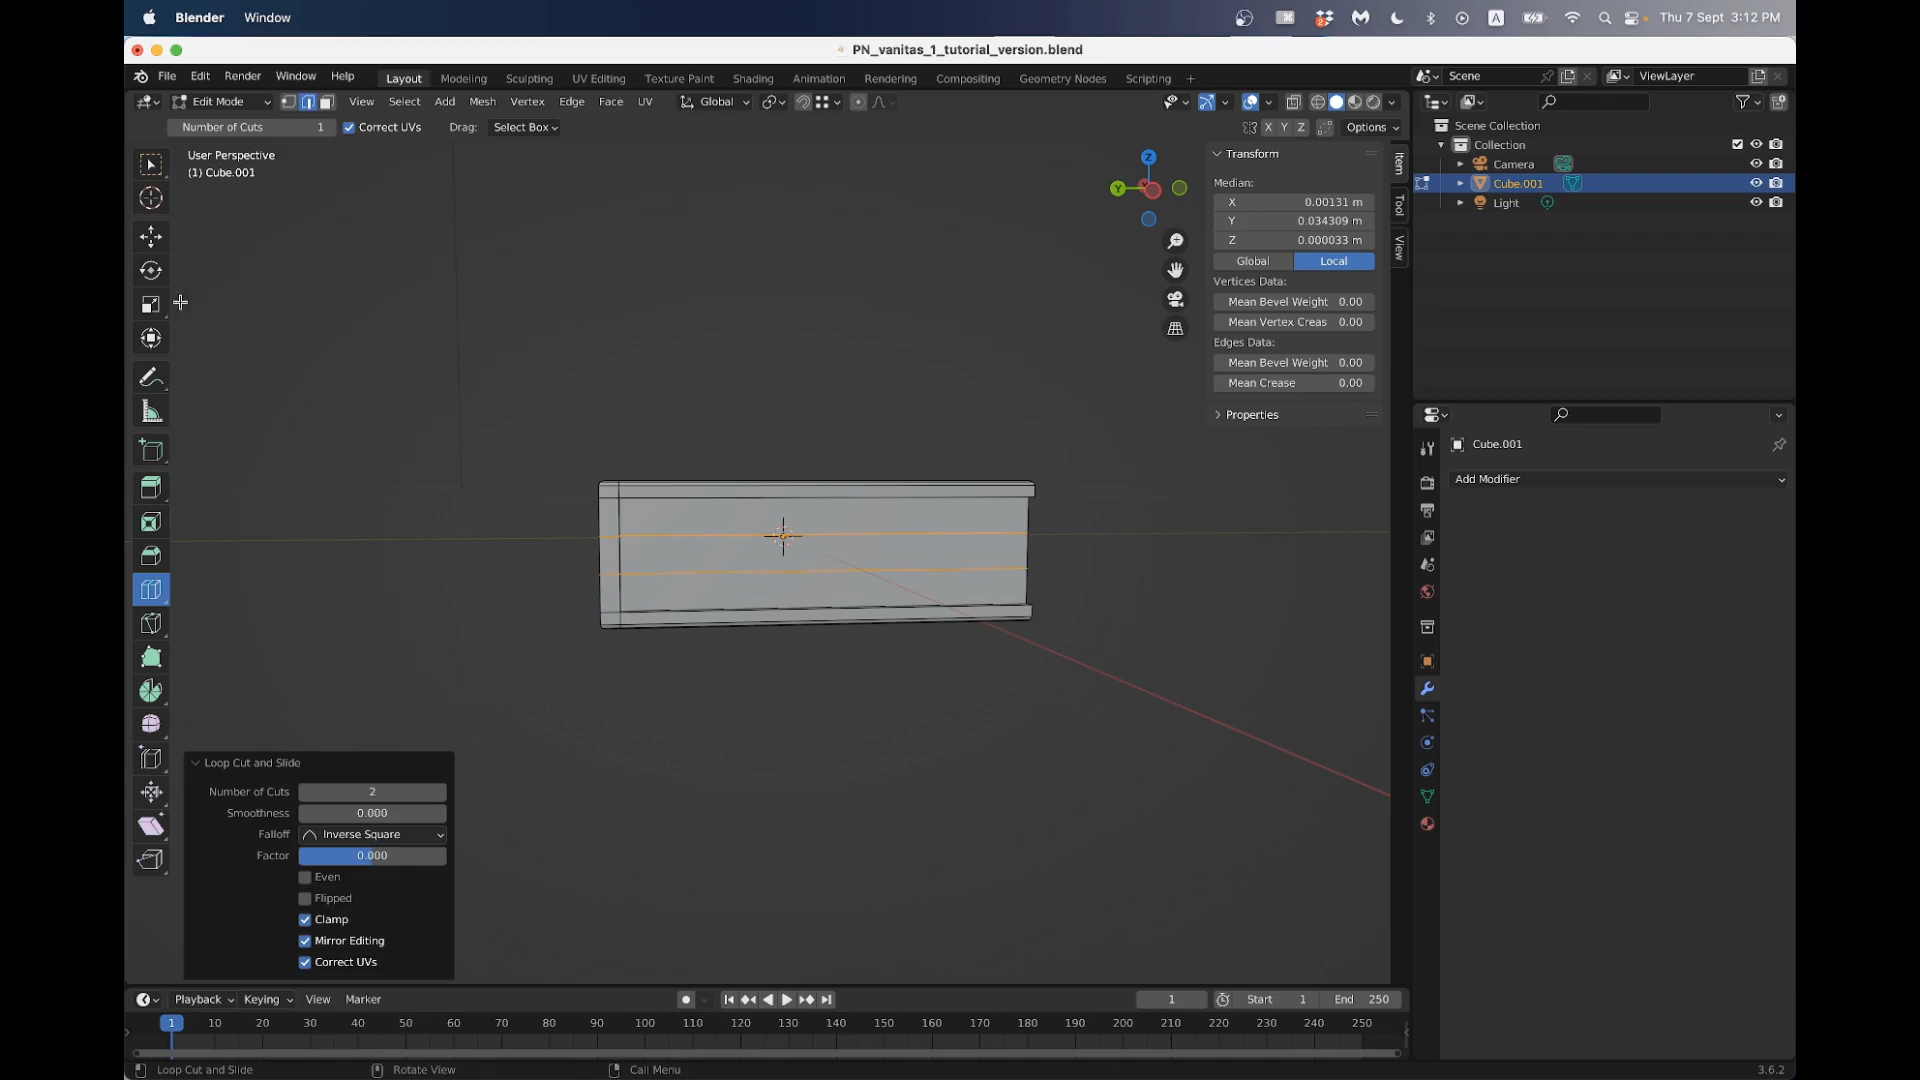 Blender Window
A
Thu 7 Sept 3:12 PM
PN_vanitas_1_tutorial_version.blend
File Edit Render Window Help
Layout Modeling Sculpting UV Editing Texture Paint Shading Animation Rendering Compositing Geometry Nodes Scripting +
Scene
ViewLayer
Edit Mode
View Select Add Mesh Vertex Edge Face UV
Global
Number of Cuts 1
Correct UVs
Drag: Select Box
X Y Z
Options
User Perspective
(1) Cube.001
Z
Y
Transform
Median:
X 0.00131 m
Y 0.034309 m
Z 0.000033 m
Global Local
Vertices Data:
Mean Bevel Weight 0.00
Mean Vertex Creas 0.00
Edges Data:
Mean Bevel Weight 0.00
Mean Crease 0.00
Properties
Item
Tool
View
Scene Collection
Collection
Camera
Cube.001
Light
Cube.001
Add Modifier
Loop Cut and Slide
Number of Cuts 2
Smoothness 0.000
Falloff Inverse Square
Factor 0.000
Even
Flipped
Clamp
Mirror Editing
Correct UVs
Playback Keying View Marker
1
Start 1
End 250
1 10 20 30 40 50 60 70 80 90 100 110 120 130 140 150 160 170 180 190 200 210 220 230 240 250
Loop Cut and Slide
Rotate View
Call Menu
3.6.2